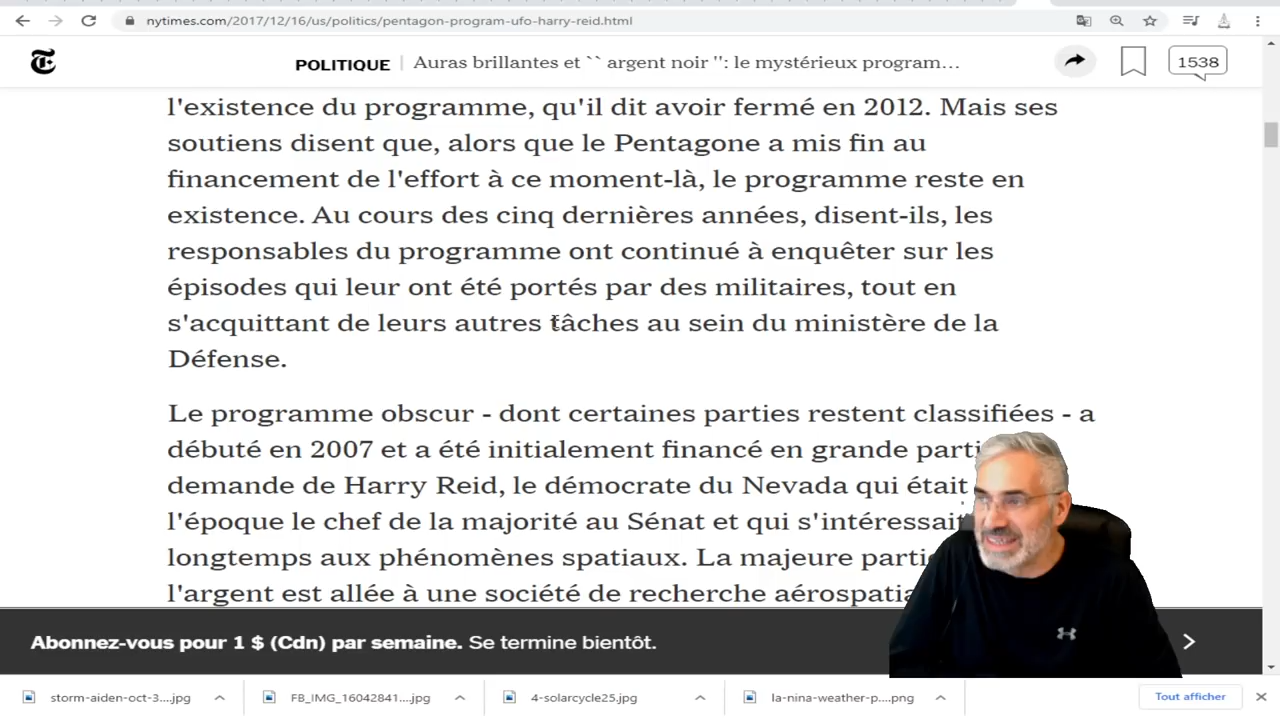 nytimes.com/2017/12/16/us/politics/pentagon-program-ufo-harry-reid.html
POLITIQUE | Auras brillantes et `` argent noir '': le mystérieux program… 1538
l'existence du programme, qu'il dit avoir fermé en 2012. Mais ses
soutiens disent que, alors que le Pentagone a mis fin au
financement de l'effort à ce moment-là, le programme reste en
existence. Au cours des cinq dernières années, disent-ils, les
responsables du programme ont continué à enquêter sur les
épisodes qui leur ont été portés par des militaires, tout en
s'acquittant de leurs autres tâches au sein du ministère de la
Défense.
Le programme obscur - dont certaines parties restent classifiées - a
débuté en 2007 et a été initialement financé en grande parti
demande de Harry Reid, le démocrate du Nevada qui était
l'époque le chef de la majorité au Sénat et qui s'intéressait
longtemps aux phénomènes spatiaux. La majeure parti
l'argent est allée à une société de recherche aérospatia
Abonnez-vous pour 1 $ (Cdn) par semaine. Se termine bientôt.
storm-aiden-oct-3....jpg FB_IMG_16042841....jpg 4-solarcycle25.jpg la-nina-weather-p....png Tout afficher